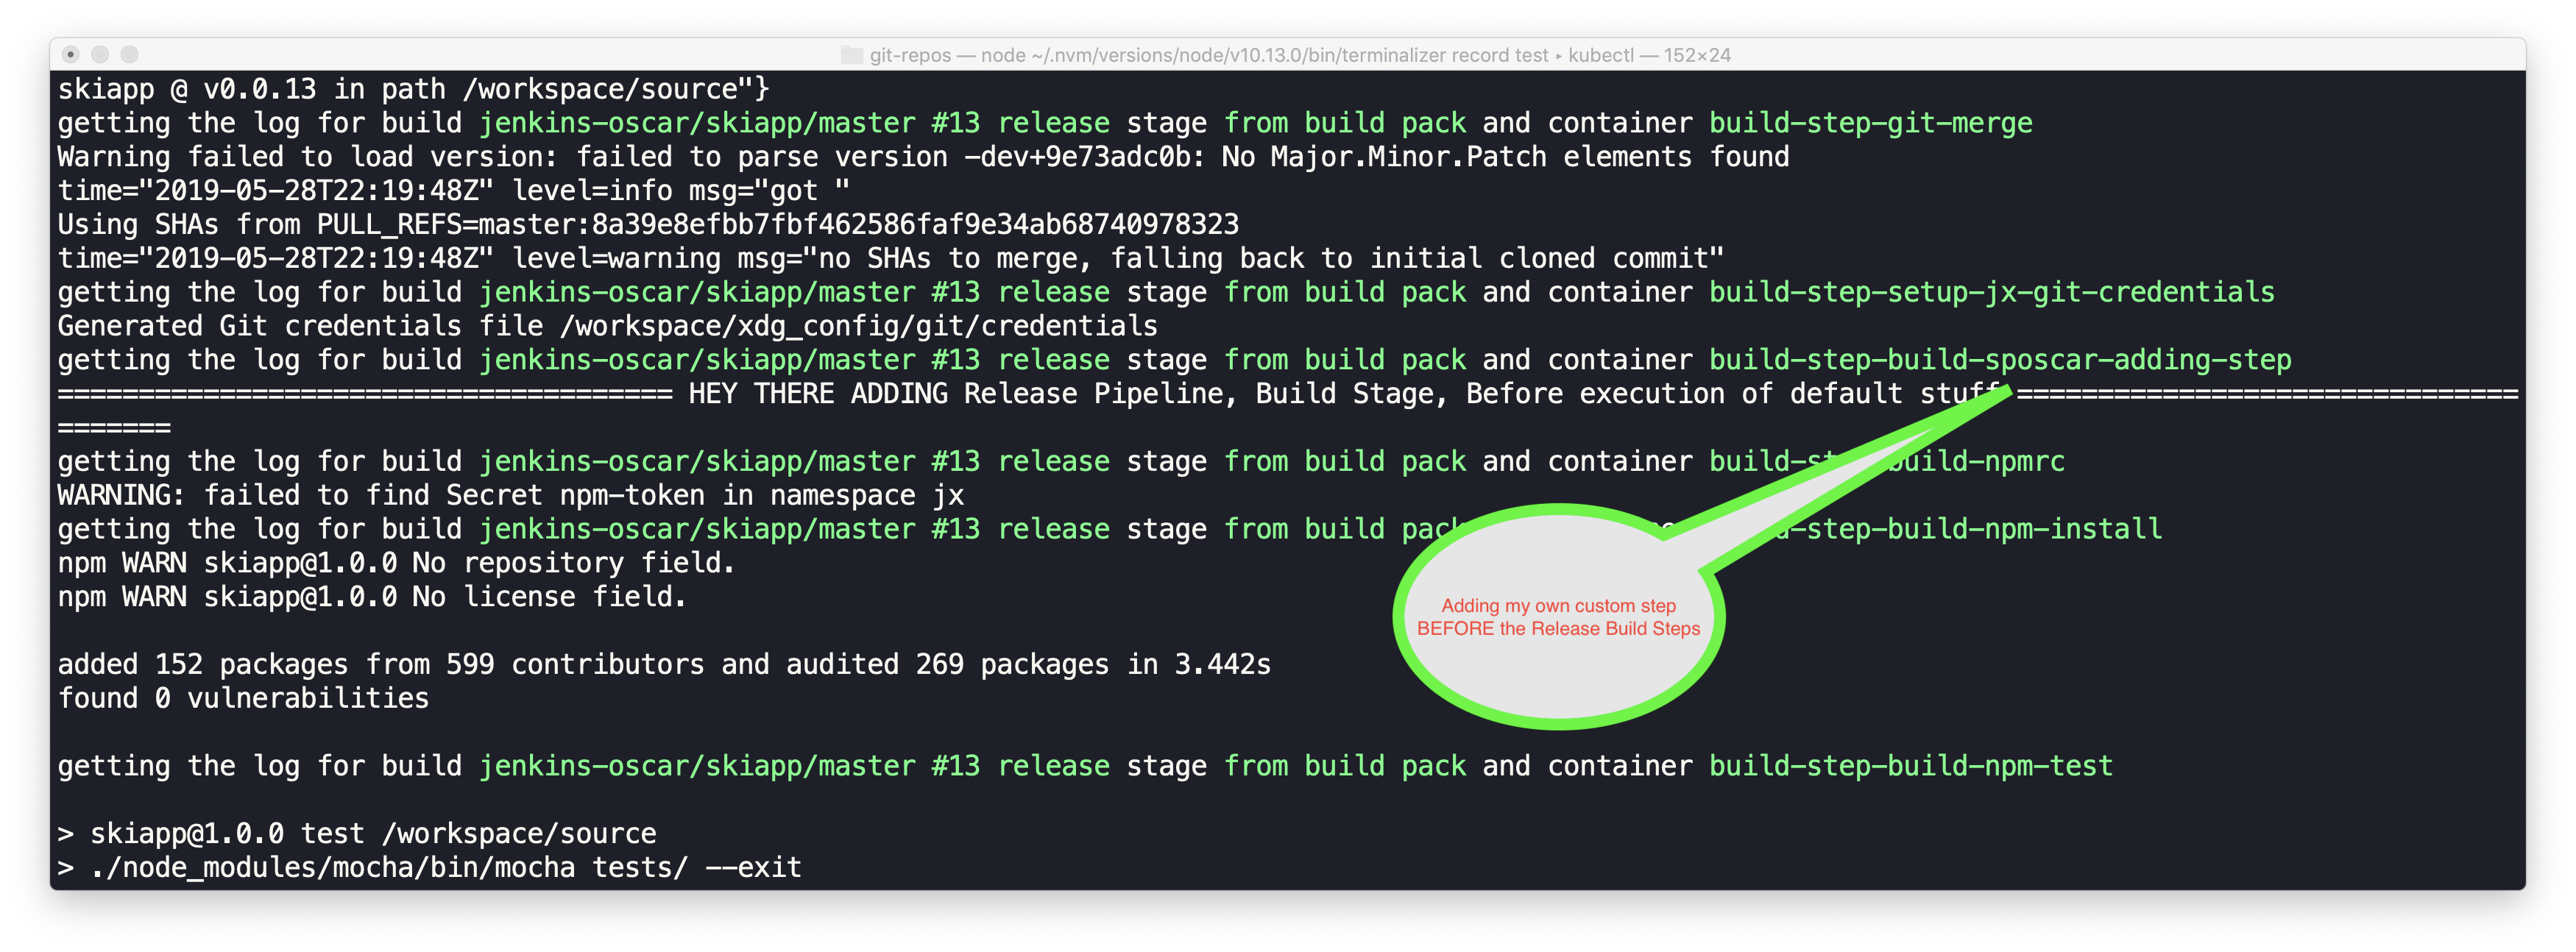 git-repos — node ~/.nvm/versions/node/v10.13.0/bin/terminalizer record test ▸ kubectl — 152×24
skiapp @ v0.0.13 in path /workspace/source"}
getting the log for build jenkins-oscar/skiapp/master #13 release stage from build pack and container build-step-git-merge
Warning failed to load version: failed to parse version -dev+9e73adc0b: No Major.Minor.Patch elements found
time="2019-05-28T22:19:48Z" level=info msg="got "
Using SHAs from PULL_REFS=master:8a39e8efbb7fbf462586faf9e34ab68740978323
time="2019-05-28T22:19:48Z" level=warning msg="no SHAs to merge, falling back to initial cloned commit"
getting the log for build jenkins-oscar/skiapp/master #13 release stage from build pack and container build-step-setup-jx-git-credentials
Generated Git credentials file /workspace/xdg_config/git/credentials
getting the log for build jenkins-oscar/skiapp/master #13 release stage from build pack and container build-step-build-sposcar-adding-step
====================================== HEY THERE ADDING Release Pipeline, Build Stage, Before execution of default stuff ===============================
=======
getting the log for build jenkins-oscar/skiapp/master #13 release stage from build pack and container build-step-build-npmrc
WARNING: failed to find Secret npm-token in namespace jx
getting the log for build jenkins-oscar/skiapp/master #13 release stage from build -step-build-npm-install
npm WARN skiapp@1.0.0 No repository field.
npm WARN skiapp@1.0.0 No license field.
Adding my own custom step
BEFORE the Release Build Steps
added 152 packages from 599 contributors and audited 269 packages in 3.442s
found 0 vulnerabilities
getting the log for build jenkins-oscar/skiapp/master #13 release stage from build pack and container build-step-build-npm-test
> skiapp@1.0.0 test /workspace/source
> ./node_modules/mocha/bin/mocha tests/ --exit